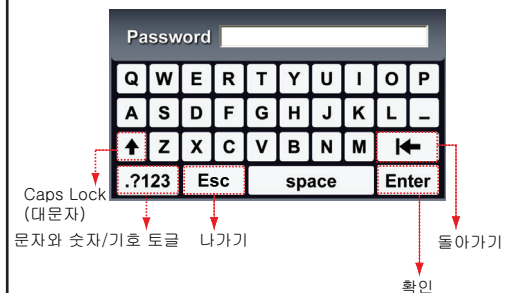 Password
Q W E R T Y U I O P
A S D F G H J K L _
Z X C V B N M
.?123 Esc space Enter
Caps Lock
(대문자)
문자와 숫자/기호 토글 나가기 돌아가기
확인